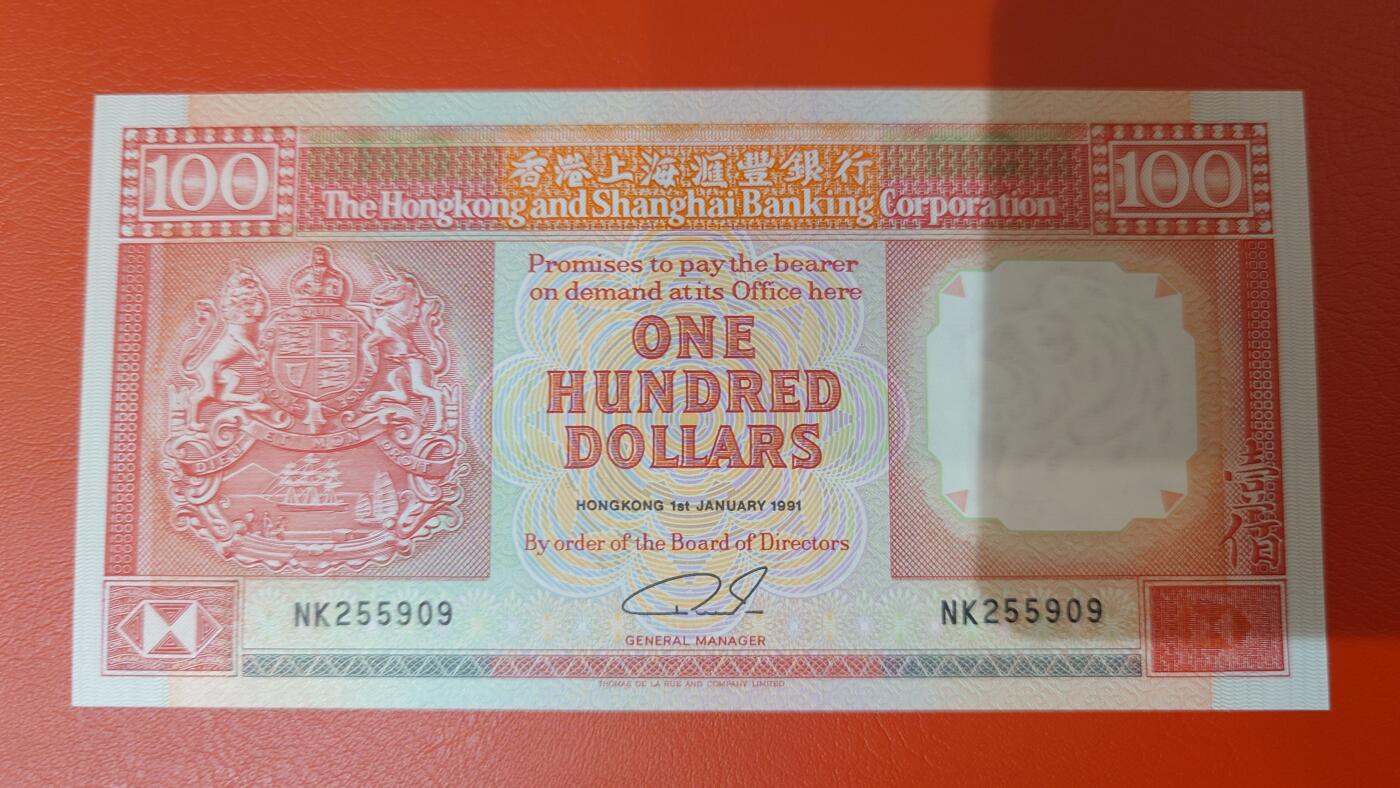 100
香港上海滙豐銀行
100
The Hongkong and Shanghai Banking Corporation
Promises to pay the bearer
on demand at its Office here
ONE
HUNDRED
DOLLARS
DIEU ET MON DROIT
HONGKONG 1st JANUARY 1991
By order of the Board of Directors
NK255909
NK255909
GENERAL MANAGER
THOMAS DE LA RUE AND COMPANY LIMITED